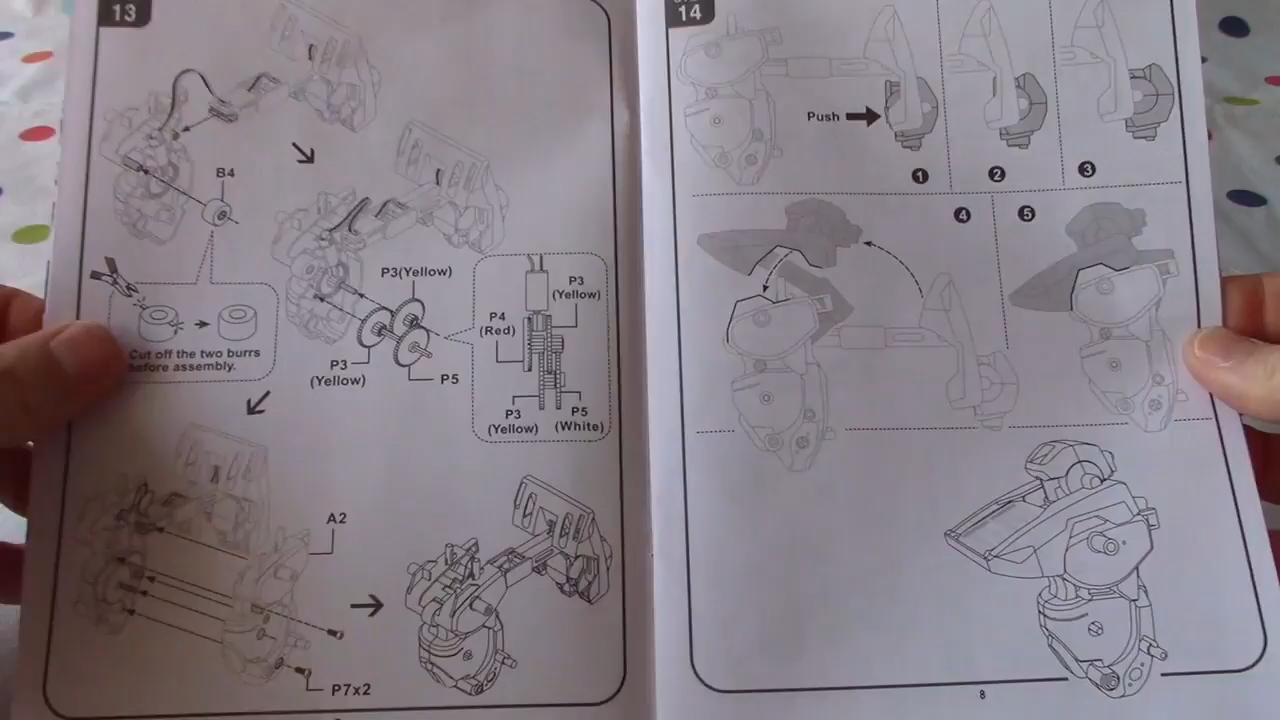 13
B4
P3(Yellow)
Cut off the two burrs
before assembly.
P3
(Yellow)
P5
P4
(Red)
P3
(Yellow)
P3
(Yellow)
P5
(White)
A2
P7x2
14
Push
1
2
3
4
5
8